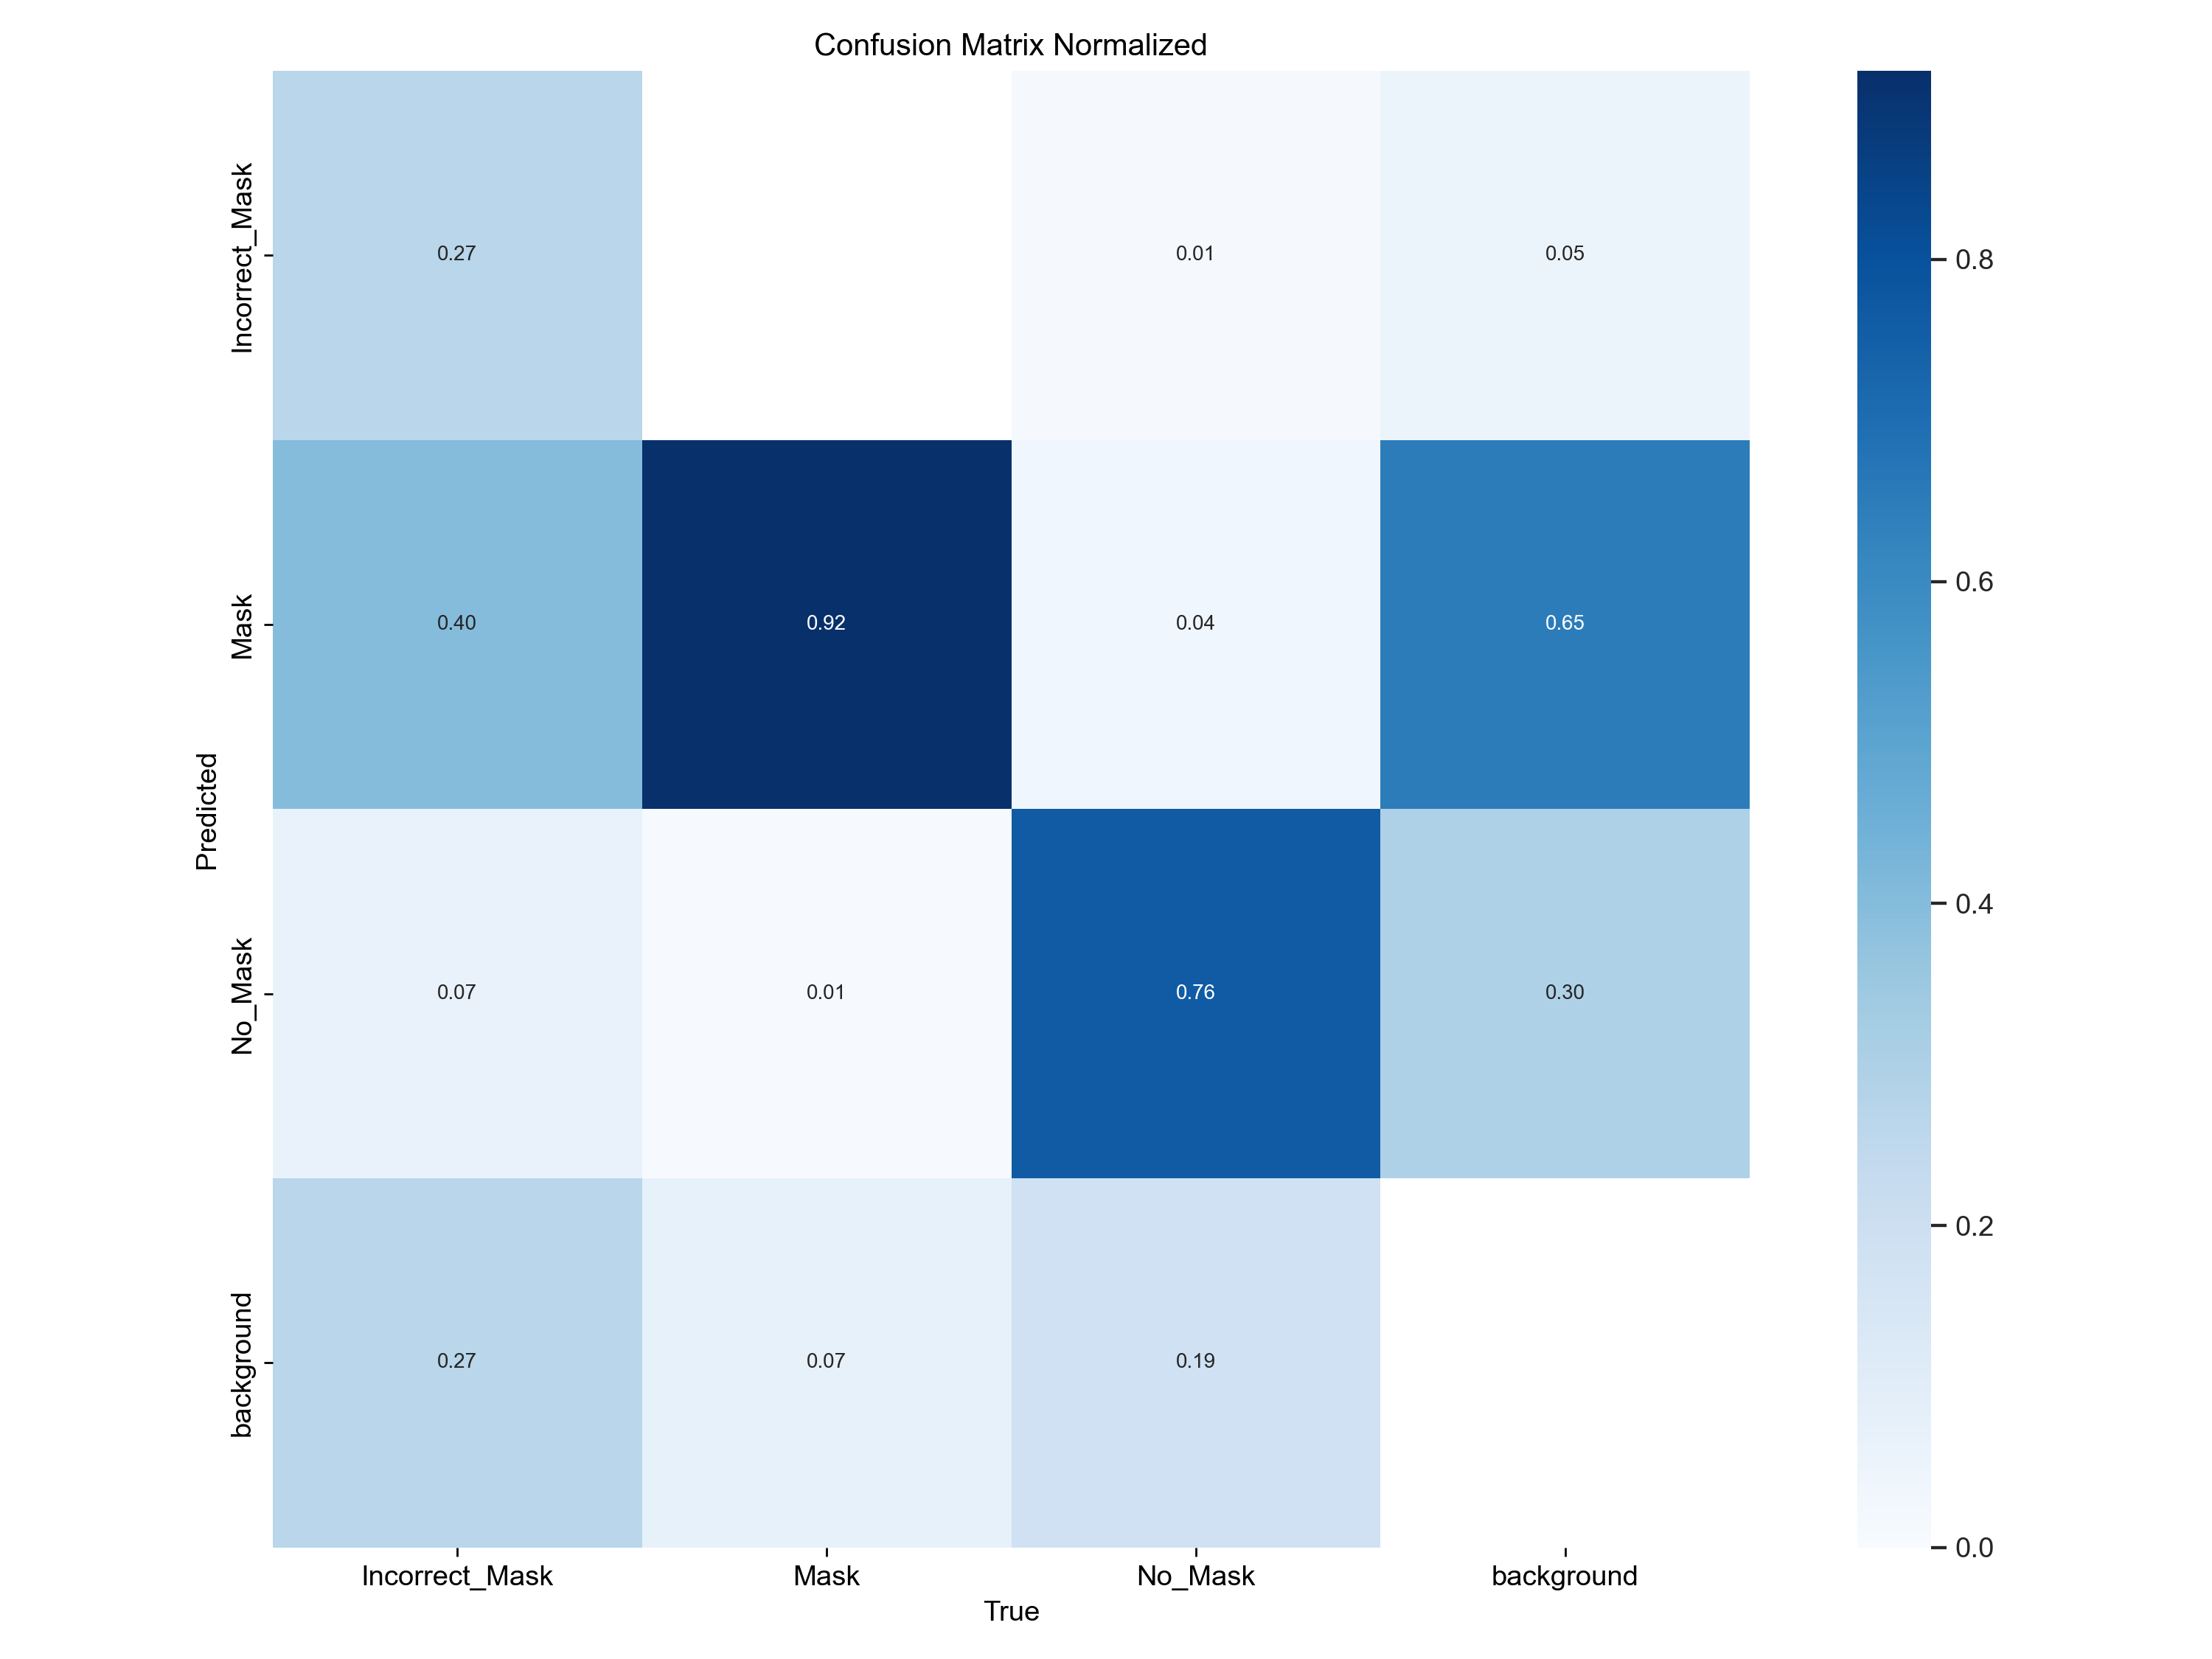 Confusion Matrix Normalized
Incorrect_Mask
0.27
0.01
0.05
0.8
Mask
0.40
0.92
0.04
0.65
0.6
Predicted
0.4
No_Mask
0.07
0.01
0.76
0.30
0.2
background
0.27
0.07
0.19
0.0
Incorrect_Mask
Mask
No_Mask
background
True